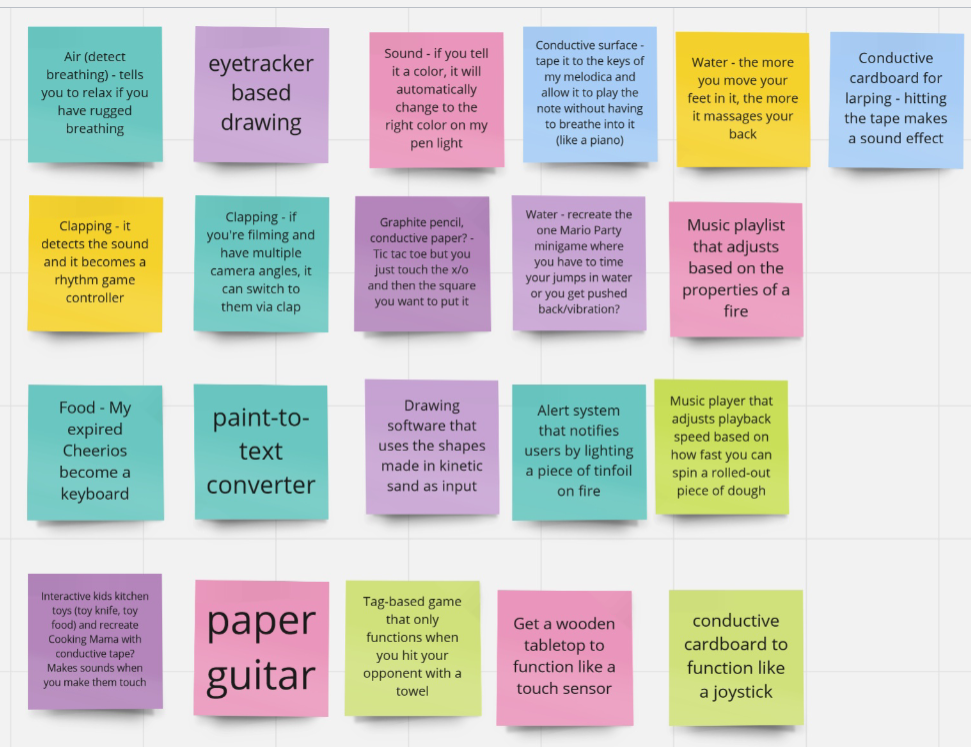 Air (detect
breathing) - tells
you to relax if you
have rugged
breathing
eyetracker
based
drawing
Sound - if you tell
it a color, it will
automatically
change to the
right color on my
pen light
Conductive surface -
tape it to the keys of
my melodica and
allow it to play the
note without having
to breathe into it
(like a piano)
Water - the more
you move your
feet in it, the more
it massages your
back
Conductive
cardboard for
larping - hitting
the tape makes
a sound effect
Clapping - it
detects the sound
and it becomes a
rhythm game
controller
Clapping - if
you're filming and
have multiple
camera angles, it
can switch to
them via clap
Graphite pencil,
conductive paper? -
Tic tac toe but you
just touch the x/o
and then the square
you want to put it
Water - recreate the
one Mario Party
minigame where
you have to time
your jumps in water
or you get pushed
back/vibration?
Music playlist
that adjusts
based on the
properties of a
fire
Food - My
expired
Cheerios
become a
keyboard
paint-to-
text
converter
Drawing
software that
uses the shapes
made in kinetic
sand as input
Alert system
that notifies
users by lighting
a piece of tinfoil
on fire
Music player that
adjusts playback
speed based on
how fast you can
spin a rolled-out
piece of dough
Interactive kids kitchen
toys (toy knife, toy
food) and recreate
Cooking Mama with
conductive tape?
Makes sounds when
you make them touch
paper
guitar
Tag-based game
that only
functions when
you hit your
opponent with a
towel
Get a wooden
tabletop to
function like a
touch sensor
conductive
cardboard to
function like
a joystick